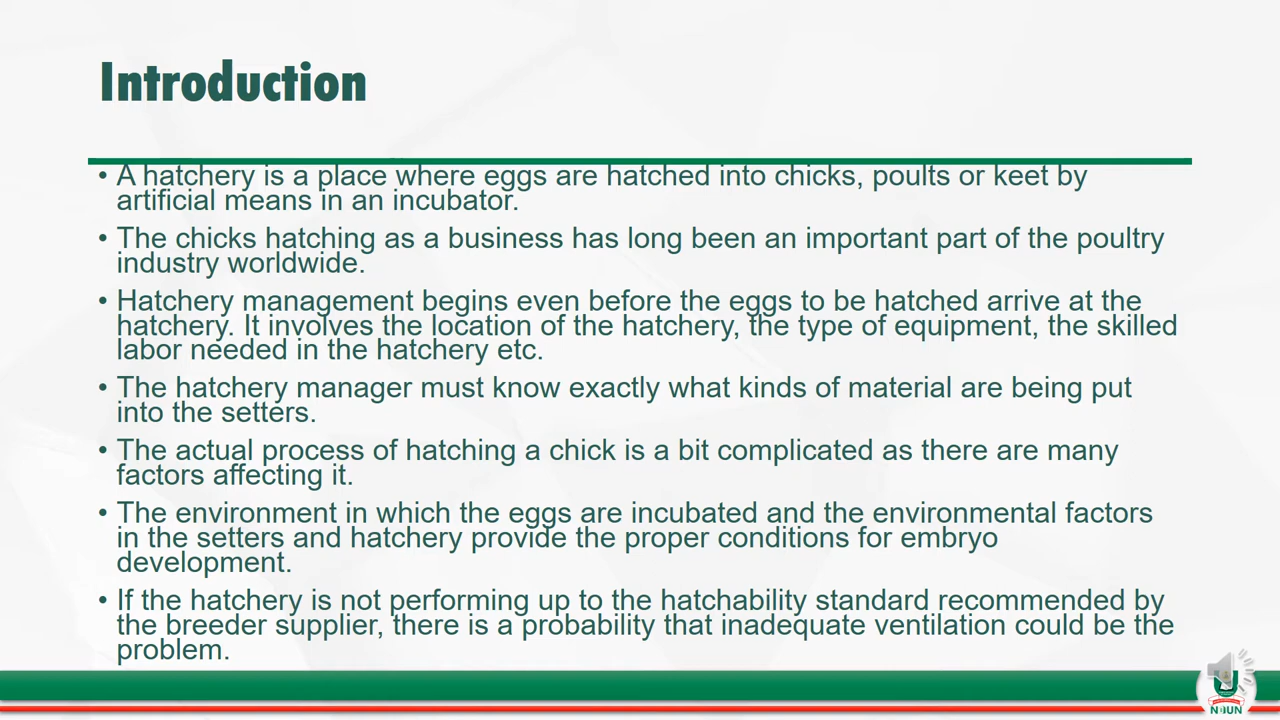 Introduction
• A hatchery is a place where eggs are hatched into chicks, poults or keet by
artificial means in an incubator.
• The chicks hatching as a business has long been an important part of the poultry
industry worldwide.
• Hatchery management begins even before the eggs to be hatched arrive at the
hatchery. It involves the location of the hatchery, the type of equipment, the skilled
labor needed in the hatchery etc.
• The hatchery manager must know exactly what kinds of material are being put
into the setters.
• The actual process of hatching a chick is a bit complicated as there are many
factors affecting it.
• The environment in which the eggs are incubated and the environmental factors
in the setters and hatchery provide the proper conditions for embryo
development.
• If the hatchery is not performing up to the hatchability standard recommended by
the breeder supplier, there is a probability that inadequate ventilation could be the
problem.
NOUN